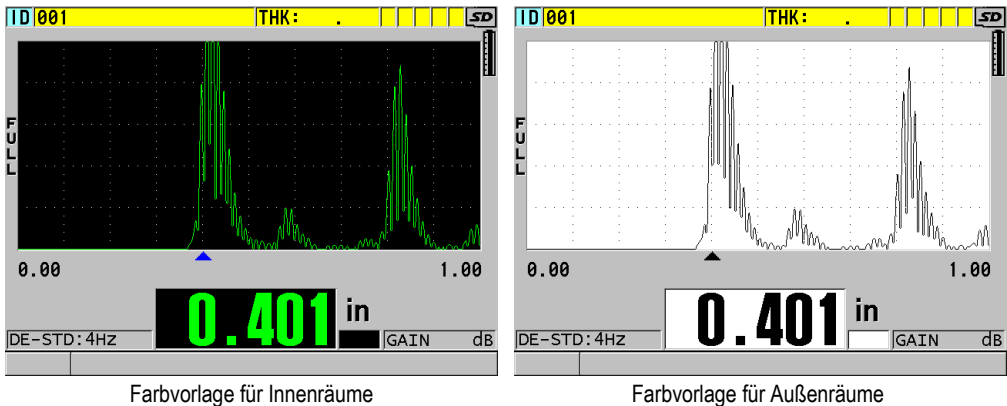 ID 001 THK: . SD
FULL
0.00 1.00
0.401 in
DE-STD:4Hz GAIN dB
Farbvorlage für Innenräume
ID 001 THK: . SD
FULL
0.00 1.00
0.401 in
DE-STD:4Hz GAIN dB
Farbvorlage für Außenräume